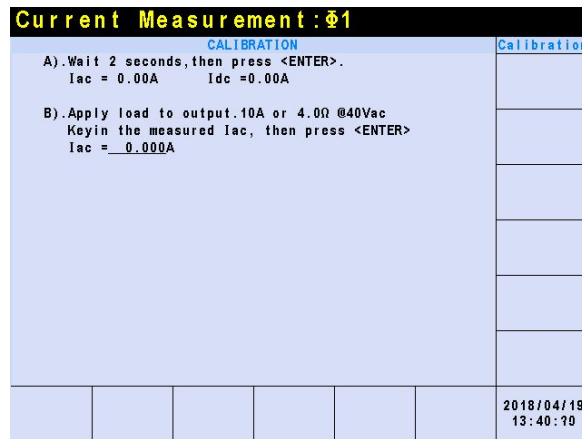 Current Measurement:Φ1
CALIBRATION
Calibration
A).Wait 2 seconds,then press <ENTER>.
Iac = 0.00A Idc =0.00A
B).Apply load to output.10A or 4.0Ω @40Vac
Keyin the measured Iac, then press <ENTER>
Iac = 0.000A
2018/04/19